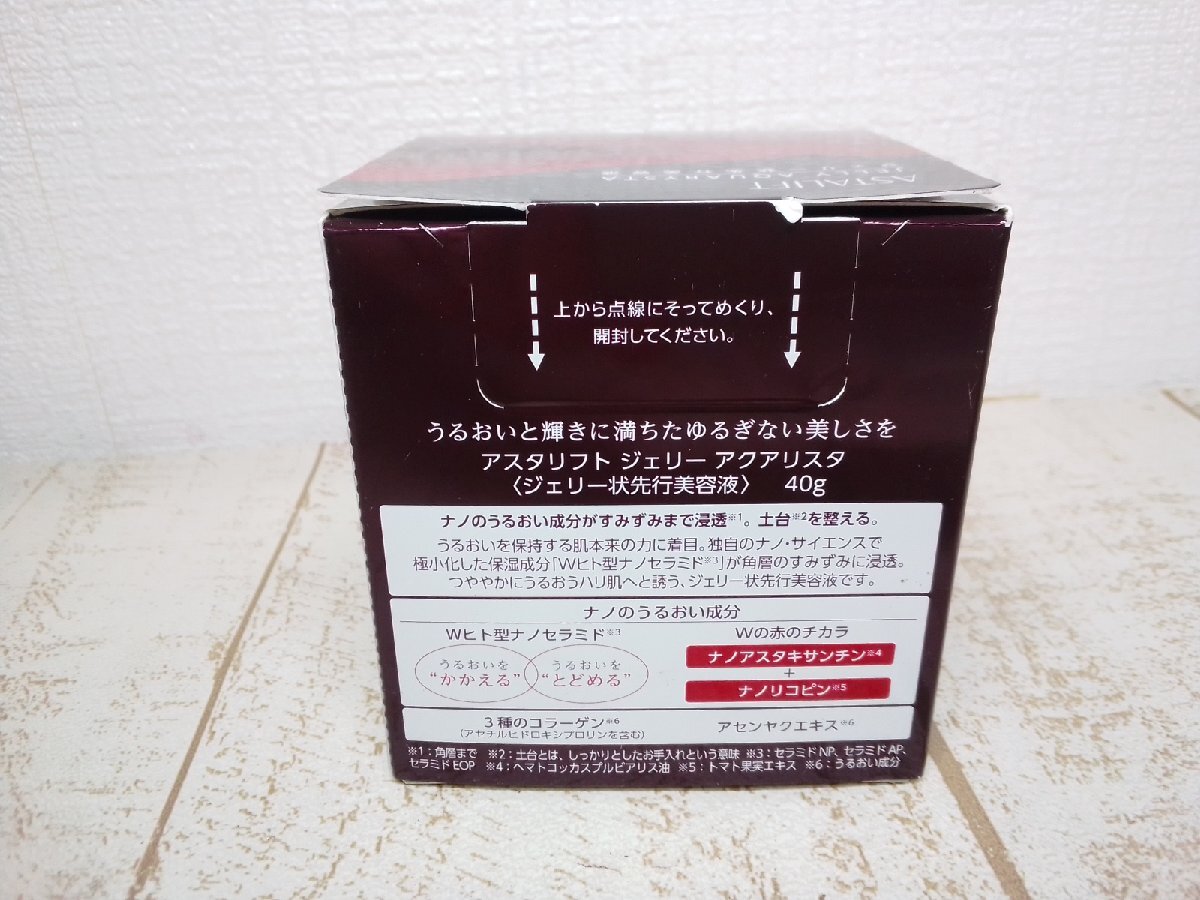 ASTALIFT
JELLY AQUARYSTA
上から点線にそってめくり、
開封してください。
うるおいと輝きに満ちたゆるぎない美しさを
アスタリフト ジェリー アクアリスタ
〈ジェリー状先行美容液〉 40g
ナノのうるおい成分がすみずみまで浸透※1。土台※2を整える。
うるおいを保持する肌本来の力に着目。独自のナノ・サイエンスで
極小化した保湿成分「Wヒト型ナノセラミド※3」が角層のすみずみに浸透。
つややかにうるおうハリ肌へと誘う、ジェリー状先行美容液です。
ナノのうるおい成分
Wヒト型ナノセラミド※3
うるおいを
“かかえる”
うるおいを
“とどめる”
Wの赤のチカラ
ナノアスタキサンチン※4
+
ナノリコピン※5
3種のコラーゲン※6
(アセチルヒドロキシプロリンを含む)
アセンヤクエキス※6
※1:角層まで ※2:土台とは、しっかりとしたお手入れという意味 ※3:セラミドNP、セラミドAP、
セラミドEOP ※4:ヘマトコッカスプルビアリス油 ※5:トマト果実エキス ※6:うるおい成分